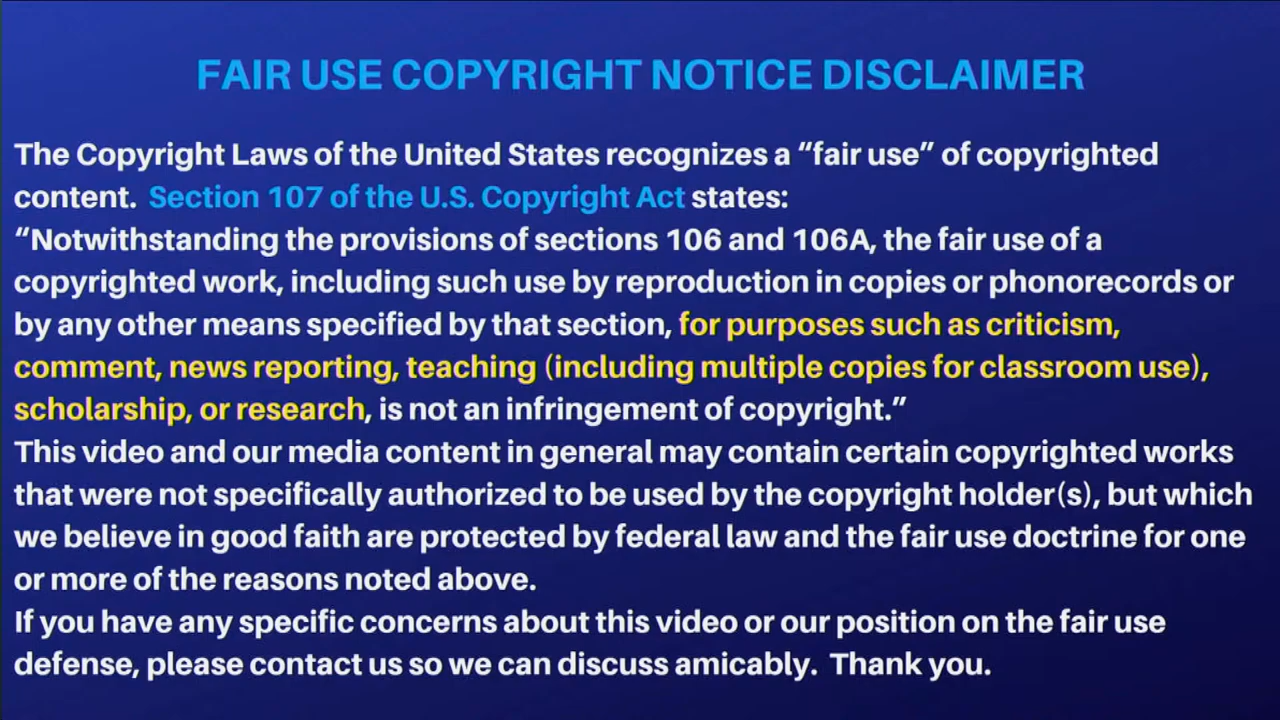 FAIR USE COPYRIGHT NOTICE DISCLAIMER
The Copyright Laws of the United States recognizes a “fair use” of copyrighted
content.  Section 107 of the U.S. Copyright Act states:
“Notwithstanding the provisions of sections 106 and 106A, the fair use of a
copyrighted work, including such use by reproduction in copies or phonorecords or
by any other means specified by that section, for purposes such as criticism,
comment, news reporting, teaching (including multiple copies for classroom use),
scholarship, or research, is not an infringement of copyright.”
This video and our media content in general may contain certain copyrighted works
that were not specifically authorized to be used by the copyright holder(s), but which
we believe in good faith are protected by federal law and the fair use doctrine for one
or more of the reasons noted above.
If you have any specific concerns about this video or our position on the fair use
defense, please contact us so we can discuss amicably.  Thank you.